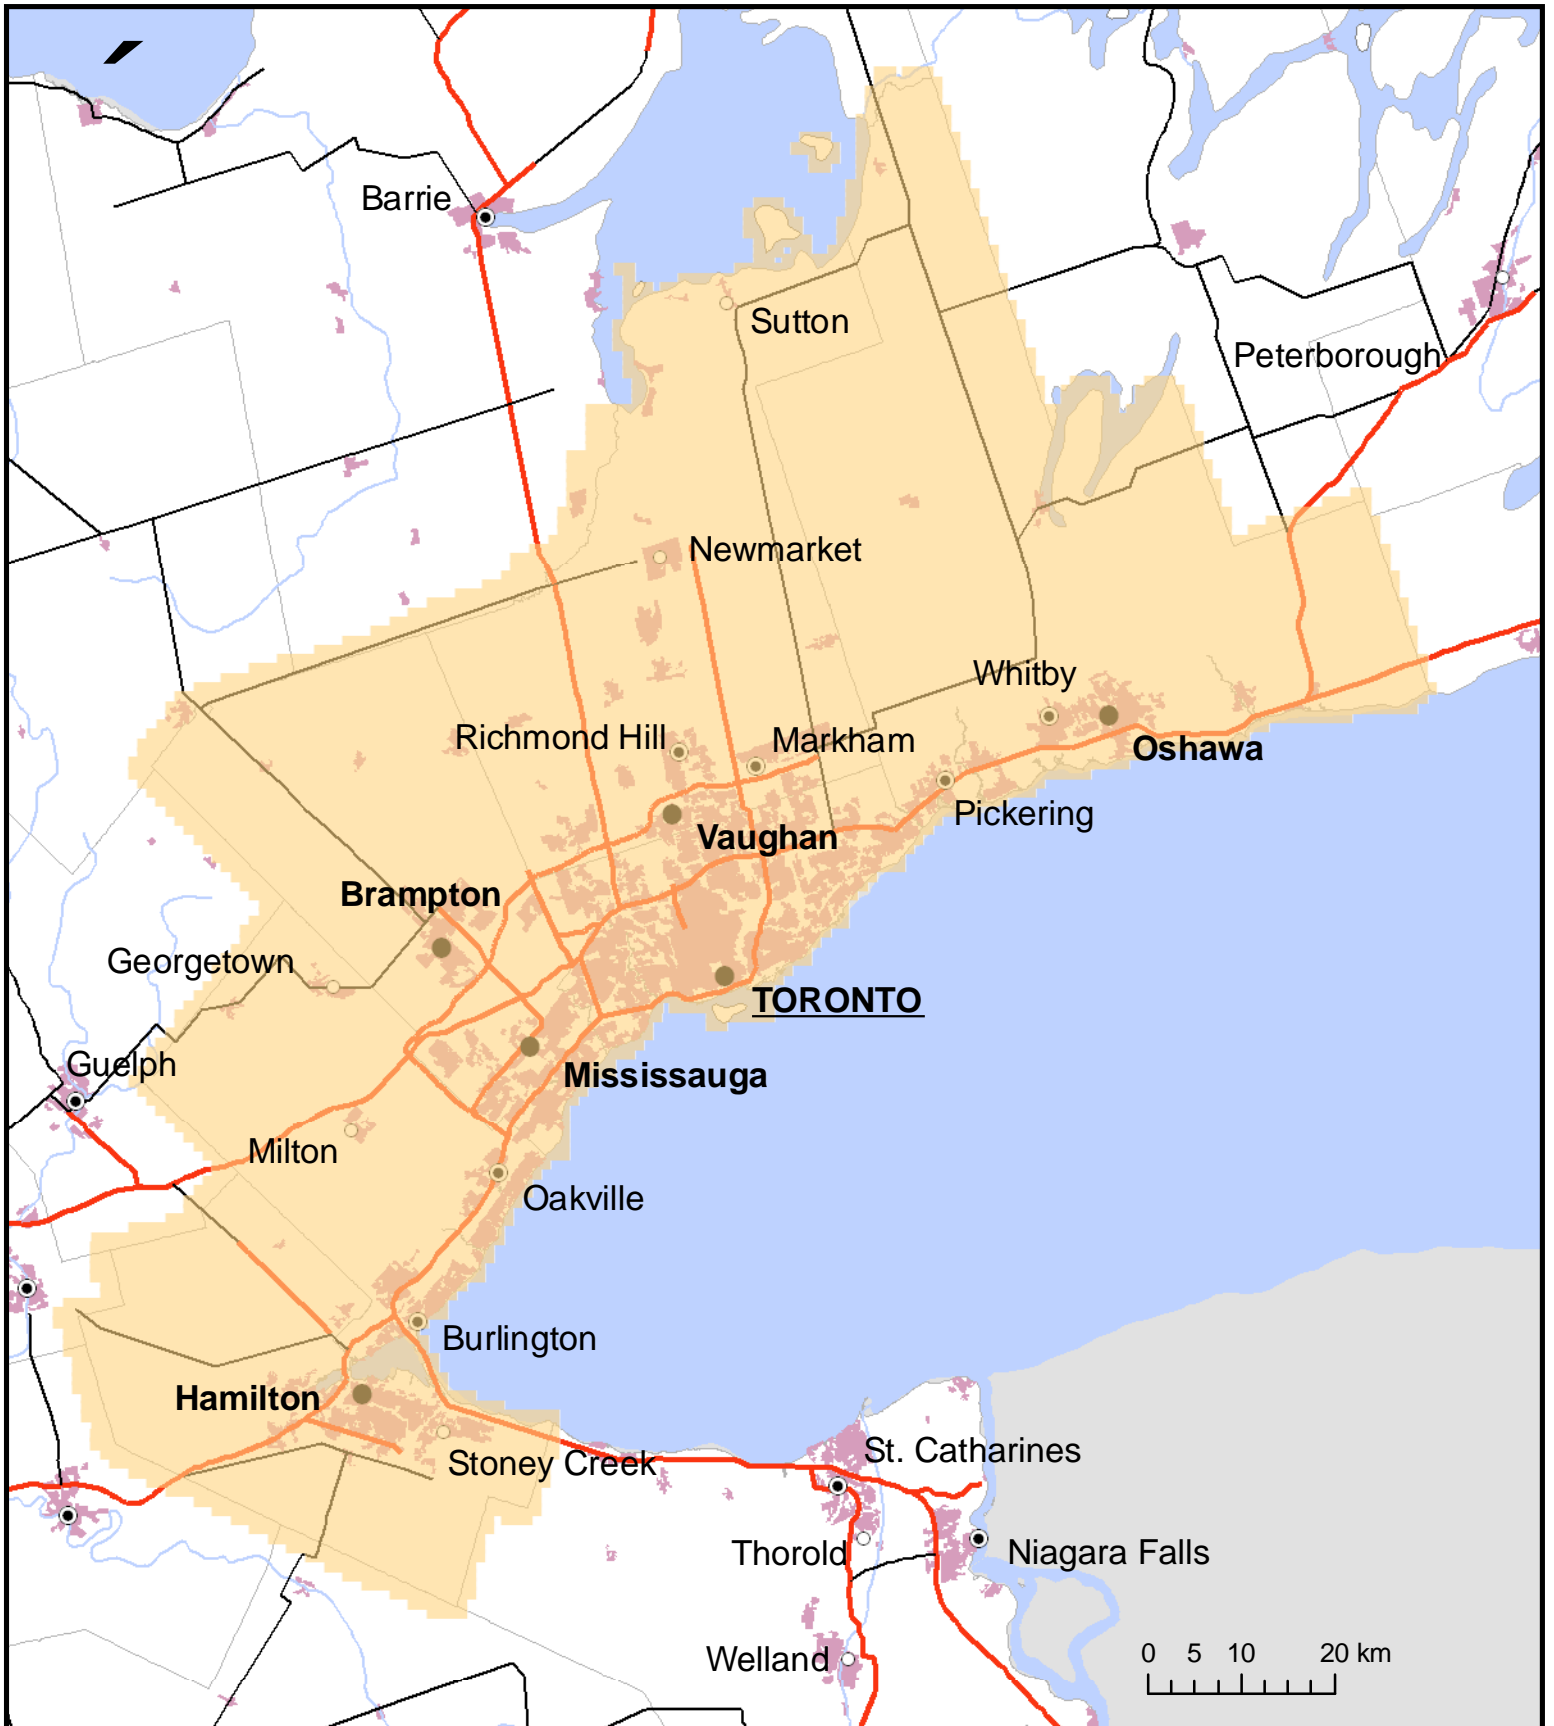 Barrie
Sutton
Peterborough
Newmarket
Whitby
Richmond Hill
Markham
Oshawa
Pickering
Vaughan
Brampton
Georgetown
TORONTO
Guelph
Mississauga
Milton
Oakville
Burlington
Hamilton
St. Catharines
Stoney Creek
Thorold
Niagara Falls
Welland
0 5 10 20 km